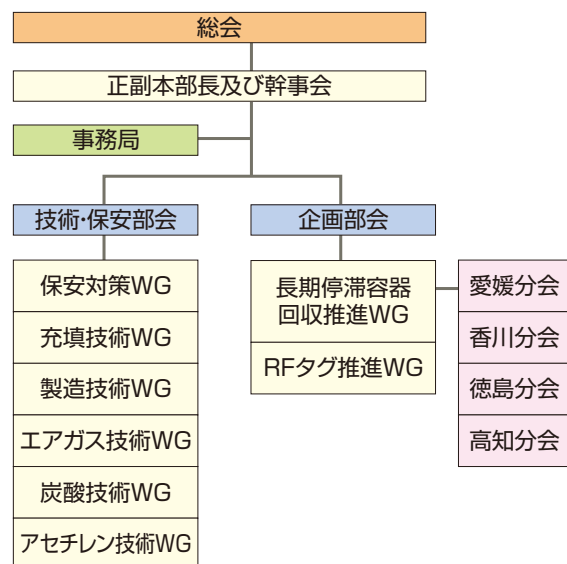 総会
正副本部長及び幹事会
事務局
技術・保安部会
保安対策WG
充填技術WG
製造技術WG
エアガス技術WG
炭酸技術WG
アセチレン技術WG
企画部会
長期停滞容器
回収推進WG
RFタグ推進WG
愛媛分会
香川分会
徳島分会
高知分会